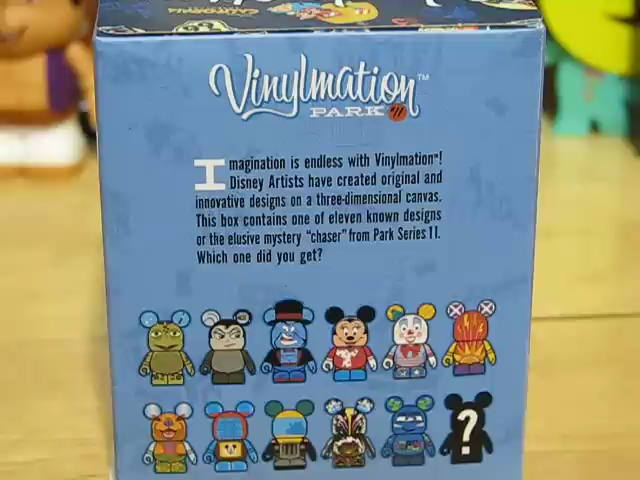 Vinylmation™
PARK 11
Imagination is endless with Vinylmation™!
Disney Artists have created original and
innovative designs on a three-dimensional canvas.
This box contains one of eleven known designs
or the elusive mystery "chaser" from Park Series 11.
Which one did you get?
?